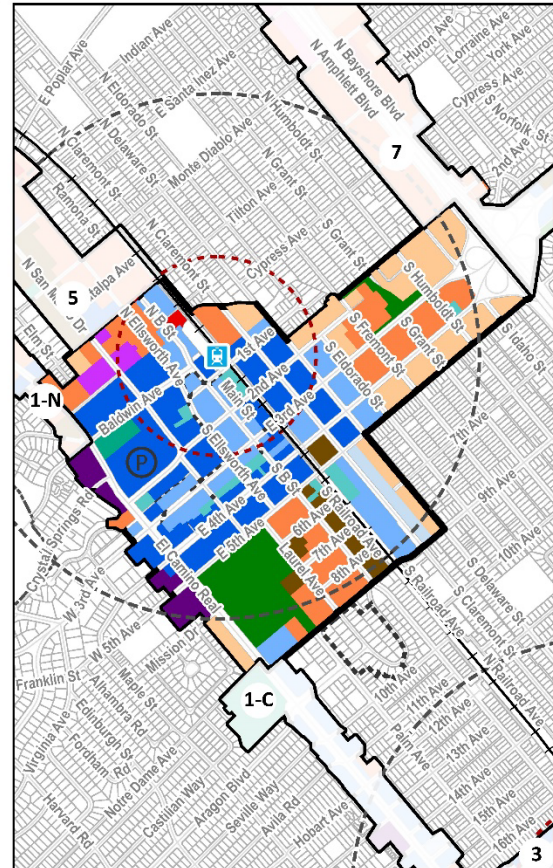 E Poplar Ave
Indian Ave
N Eldorado St
E Santa Inez Ave
N Claremont St
N Delaware St
Ramona St
Monte Diablo Ave
N Humboldt St
N Grant St
Tilton Ave
N Claremont St
Cypress Ave
N Bayshore Blvd
N Amphlett Blvd
Huron Ave
Lorraine Ave
York Ave
Cypress Ave
S Norfolk St
2nd Ave
7
S Grant St
S Humboldt St
S Fremont St
S Grant St
S Idaho St
S Eldorado St
5
Elm St
1-N
N B St
N Ellsworth Ave
Baldwin Ave
1st Ave
2nd Ave
Main St
E 3rd Ave
P
S Ellsworth Ave
S B St
E 4th Ave
E 5th Ave
El Camino Real
Crystal Springs Rd
W 3rd Ave
W 5th Ave
Mission Dr
S Railroad Ave
6th Ave
7th Ave
8th Ave
Laurel Ave
7th Ave
9th Ave
10th Ave
S Delaware St
S Claremont St
S Railroad Ave
N Railroad Ave
Franklin St
Virginia Ave
Maple St
Alhambra Rd
Edinburgh St
Fordham Rd
Harvard Rd
Notre Dame Ave
Castilian Way
Aragon Blvd
Seville Way
Avila Rd
Hobart Ave
1-C
Palm Ave
10th Ave
11th Ave
12th Ave
13th Ave
14th Ave
15th Ave
16th Ave
3